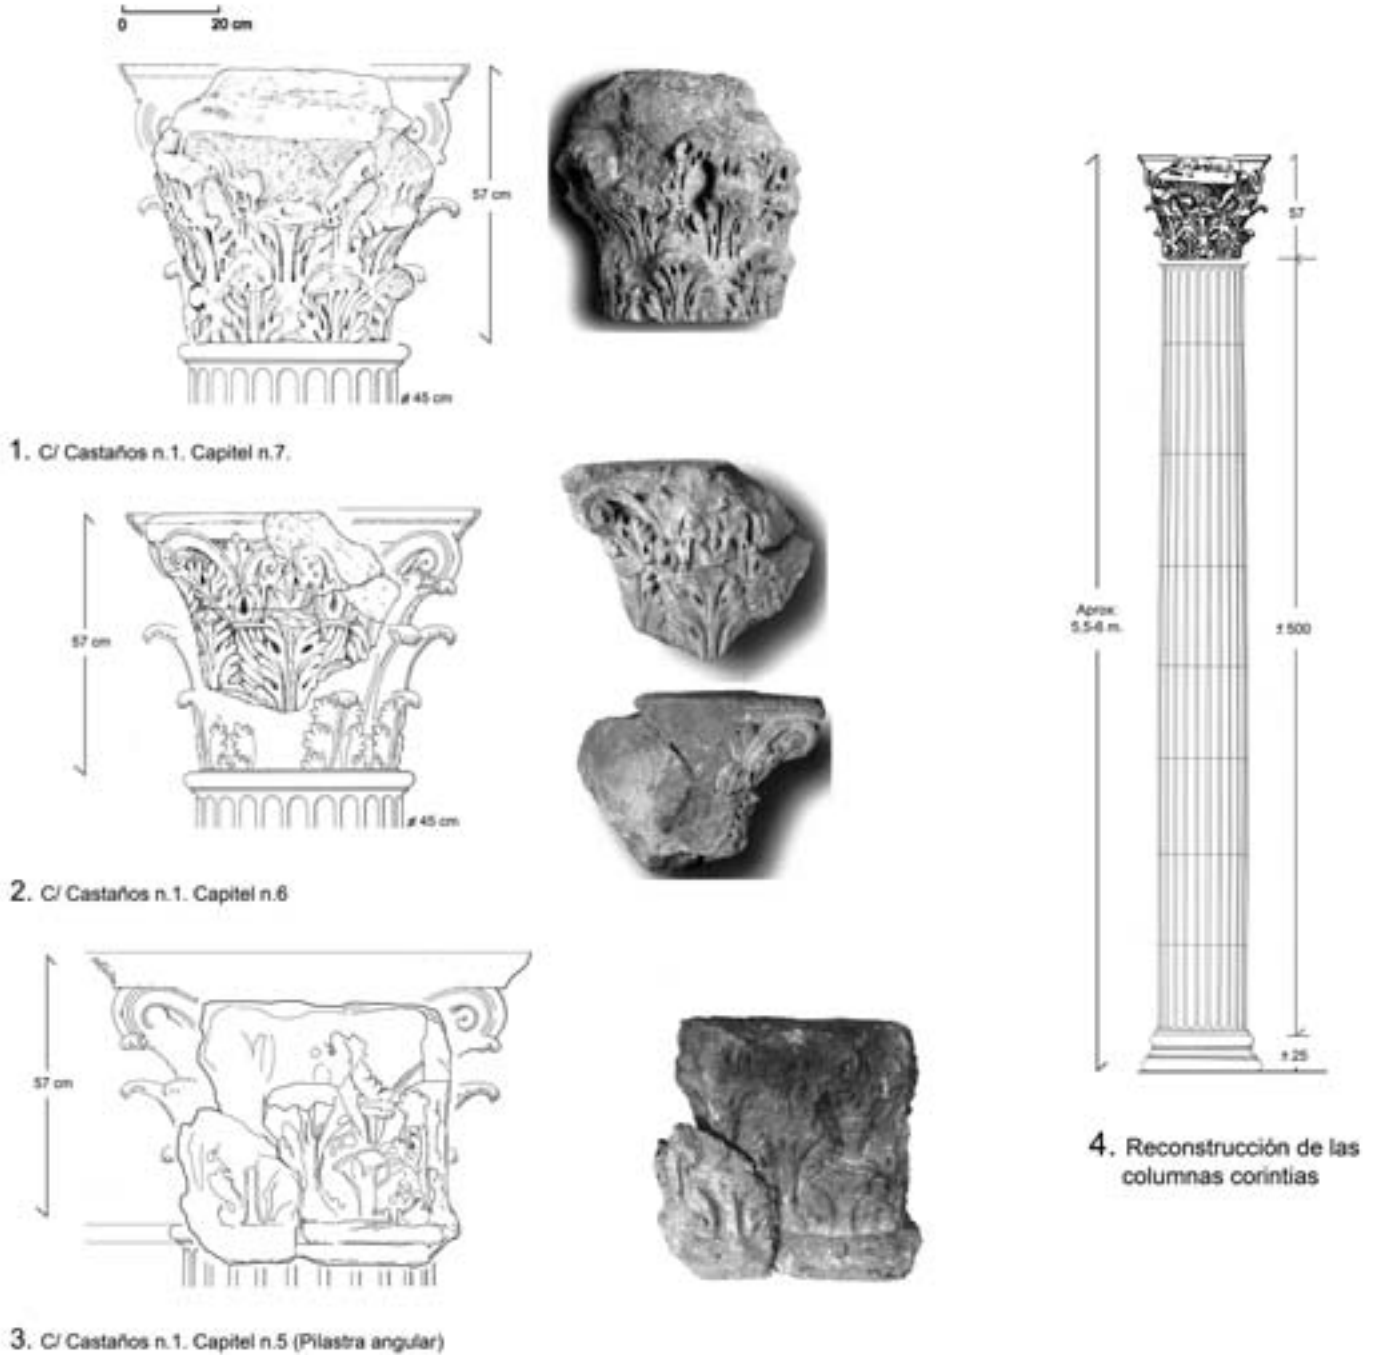 0 20 cm
57 cm
ø 45 cm
1. C/ Castaños n.1. Capitel n.7.
57 cm
ø 45 cm
2. C/ Castaños n.1. Capitel n.6
57 cm
3. C/ Castaños n.1. Capitel n.5 (Pilastra angular)
57
Aprox:
5,5-6 m.
± 500
± 25
4. Reconstrucción de las
columnas corintias